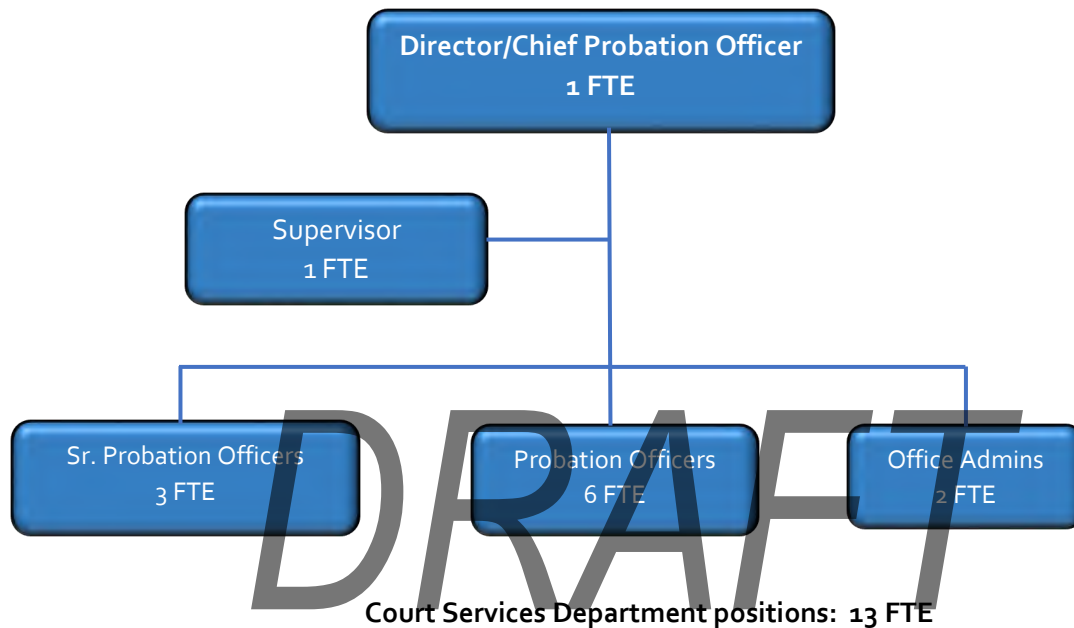 Director/Chief Probation Officer
1 FTE
Supervisor
1 FTE
Sr. Probation Officers
3 FTE
Probation Officers
6 FTE
Office Admins
2 FTE
DRAFT
Court Services Department positions: 13 FTE